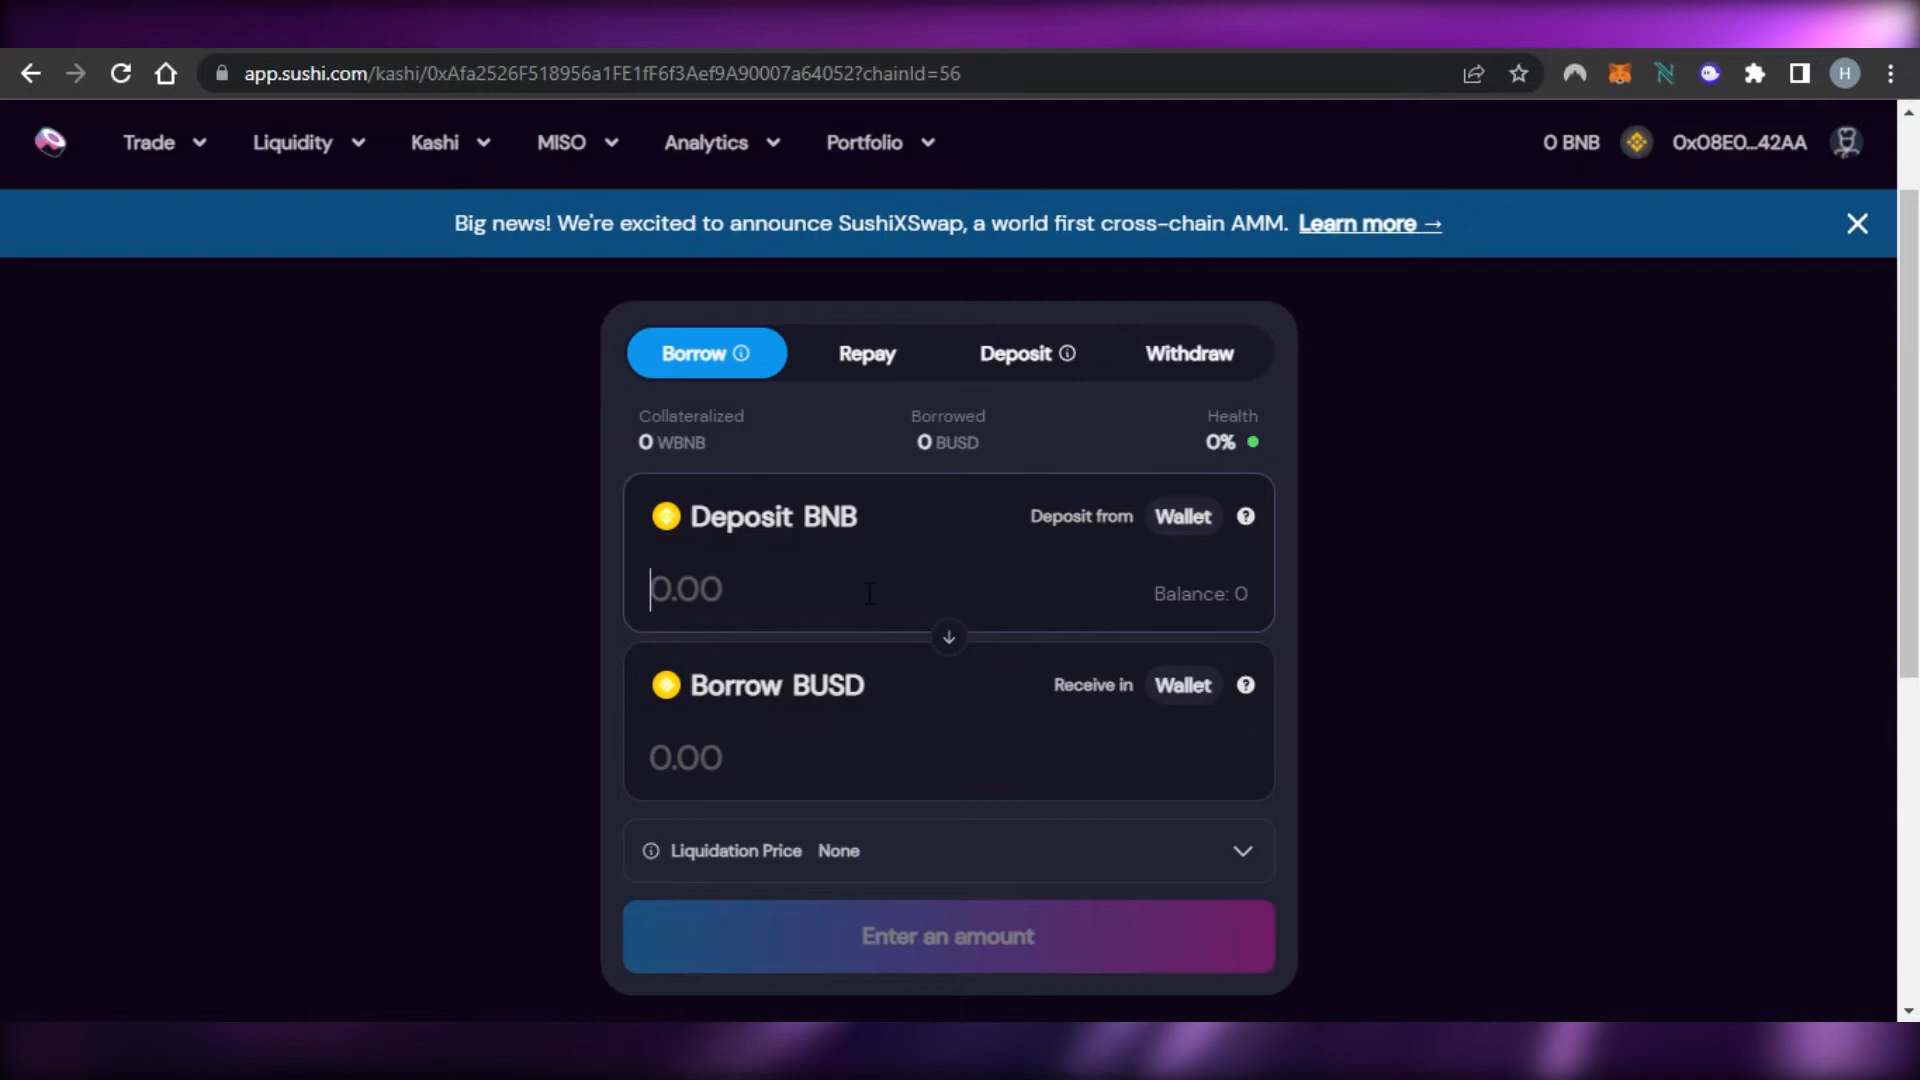 app.sushi.com/kashi/0xAfa2526F518956a1FE1fF6f3Aef9A90007a64052?chainId=56
H
Trade Liquidity Kashi MISO Analytics Portfolio 0 BNB 0x08E0...42AA
Big news! We're excited to announce SushiXSwap, a world first cross-chain AMM. Learn more →
Borrow Repay Deposit Withdraw
Collateralized Borrowed Health
0 WBNB 0 BUSD 0%
Deposit BNB Deposit from Wallet
0.00 Balance: 0
Borrow BUSD Receive in Wallet
0.00
Liquidation Price None
Enter an amount